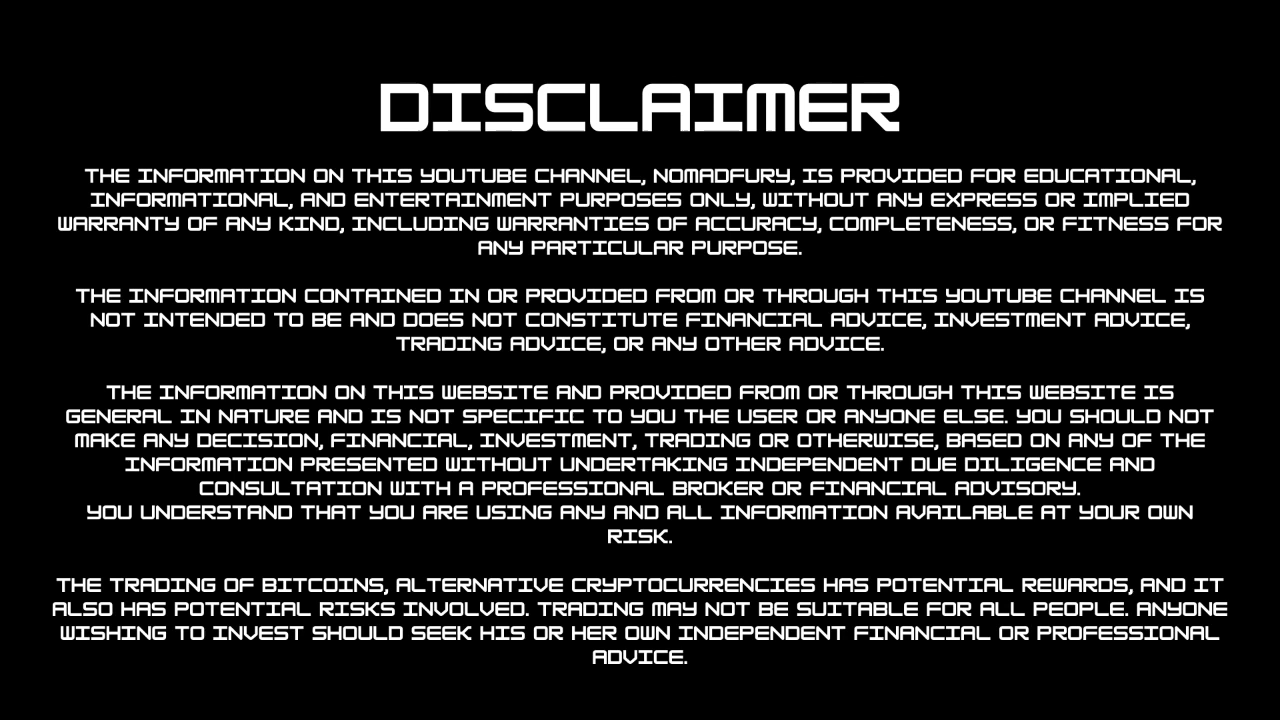 DISCLAIMER
THE INFORMATION ON THIS YOUTUBE CHANNEL, NOMADFURY, IS PROVIDED FOR EDUCATIONAL,
INFORMATIONAL, AND ENTERTAINMENT PURPOSES ONLY, WITHOUT ANY EXPRESS OR IMPLIED
WARRANTY OF ANY KIND, INCLUDING WARRANTIES OF ACCURACY, COMPLETENESS, OR FITNESS FOR
ANY PARTICULAR PURPOSE.
THE INFORMATION CONTAINED IN OR PROVIDED FROM OR THROUGH THIS YOUTUBE CHANNEL IS
NOT INTENDED TO BE AND DOES NOT CONSTITUTE FINANCIAL ADVICE, INVESTMENT ADVICE,
TRADING ADVICE, OR ANY OTHER ADVICE.
THE INFORMATION ON THIS WEBSITE AND PROVIDED FROM OR THROUGH THIS WEBSITE IS
GENERAL IN NATURE AND IS NOT SPECIFIC TO YOU THE USER OR ANYONE ELSE. YOU SHOULD NOT
MAKE ANY DECISION, FINANCIAL, INVESTMENT, TRADING OR OTHERWISE, BASED ON ANY OF THE
INFORMATION PRESENTED WITHOUT UNDERTAKING INDEPENDENT DUE DILIGENCE AND
CONSULTATION WITH A PROFESSIONAL BROKER OR FINANCIAL ADVISORY.
YOU UNDERSTAND THAT YOU ARE USING ANY AND ALL INFORMATION AVAILABLE AT YOUR OWN
RISK.
THE TRADING OF BITCOINS, ALTERNATIVE CRYPTOCURRENCIES HAS POTENTIAL REWARDS, AND IT
ALSO HAS POTENTIAL RISKS INVOLVED. TRADING MAY NOT BE SUITABLE FOR ALL PEOPLE. ANYONE
WISHING TO INVEST SHOULD SEEK HIS OR HER OWN INDEPENDENT FINANCIAL OR PROFESSIONAL
ADVICE.